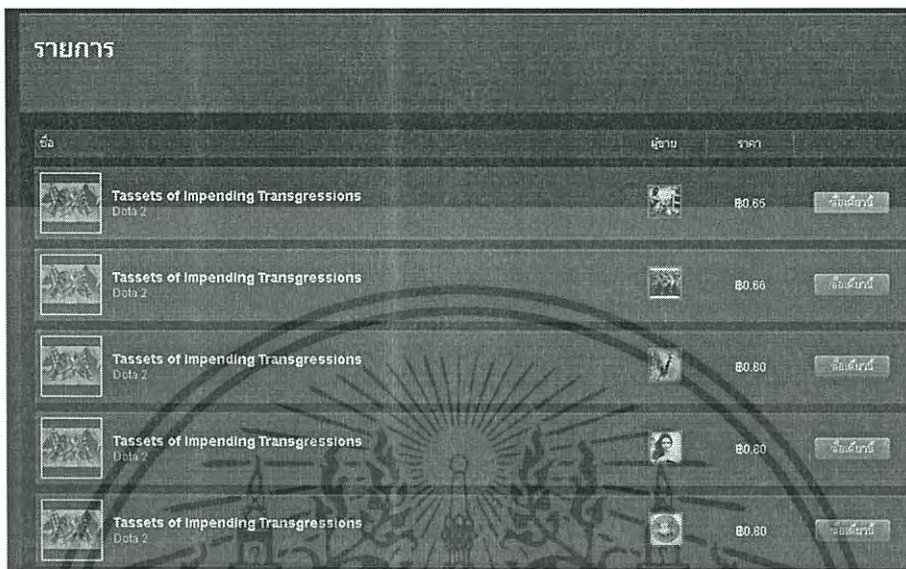 รายการ
ชื่อ ผู้ขาย ราคา
Tassets of Impending Transgressions ฿0.65 ซื้อเดี๋ยวนี้
Dota 2
Tassets of Impending Transgressions ฿0.66 ซื้อเดี๋ยวนี้
Dota 2
Tassets of Impending Transgressions ฿0.80 ซื้อเดี๋ยวนี้
Dota 2
Tassets of Impending Transgressions ฿0.80 ซื้อเดี๋ยวนี้
Dota 2
Tassets of Impending Transgressions ฿0.80 ซื้อเดี๋ยวนี้
Dota 2